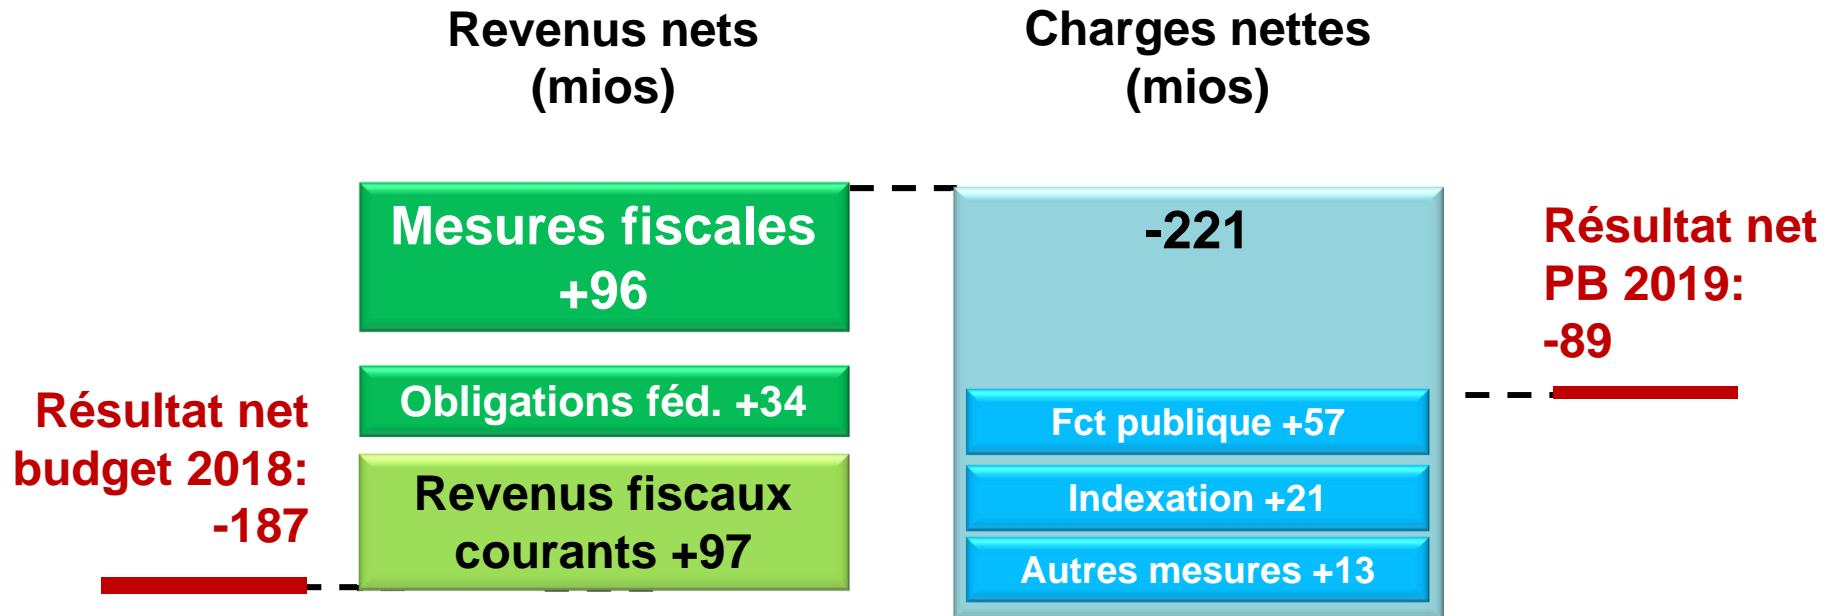 Revenus nets
(mios)
Charges nettes
(mios)
Mesures fiscales
+96
Obligations féd. +34
Revenus fiscaux
courants +97
Résultat net
budget 2018:
-187
-221
Fct publique +57
Indexation +21
Autres mesures +13
Résultat net
PB 2019:
-89